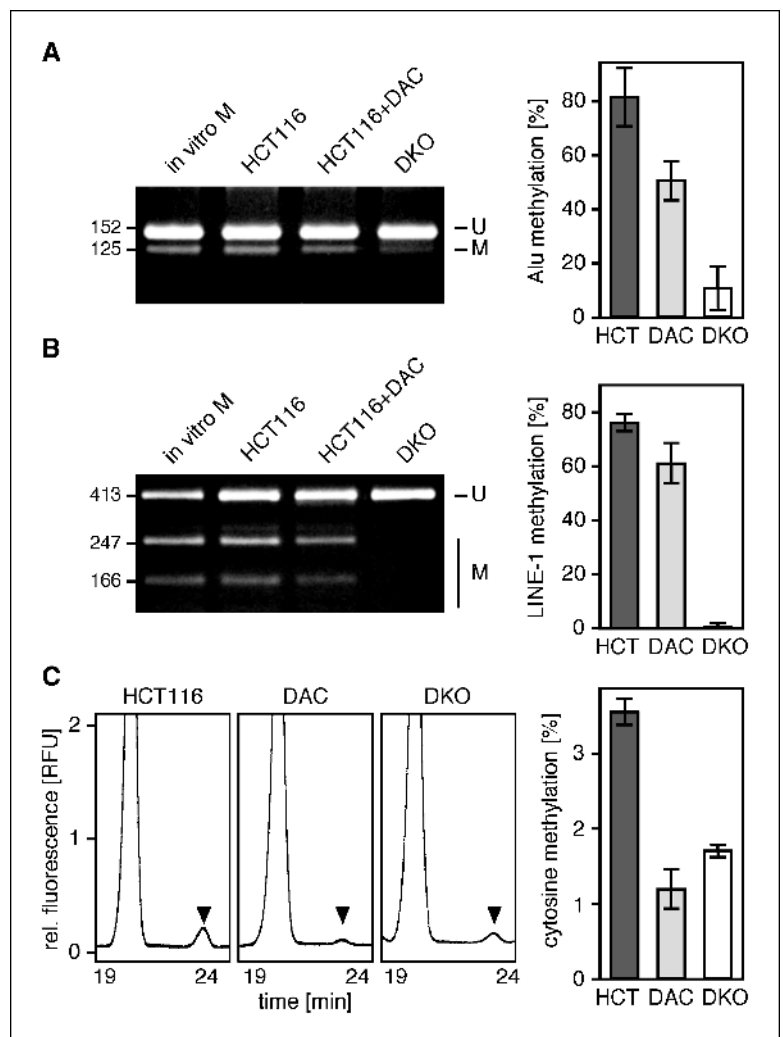 A
in vitro M
HCT116
HCT116+DAC
DKO
152
125
U
M
Alu methylation [%]
80
60
40
20
0
HCT DAC DKO
B
in vitro M
HCT116
HCT116+DAC
DKO
413
247
166
U
M
LINE-1 methylation [%]
80
60
40
20
0
HCT DAC DKO
C
HCT116 DAC DKO
rel. fluorescence [RFU]
2
1
0
19 24 19 24 19 24
time [min]
cytosine methylation [%]
3
2
1
0
HCT DAC DKO